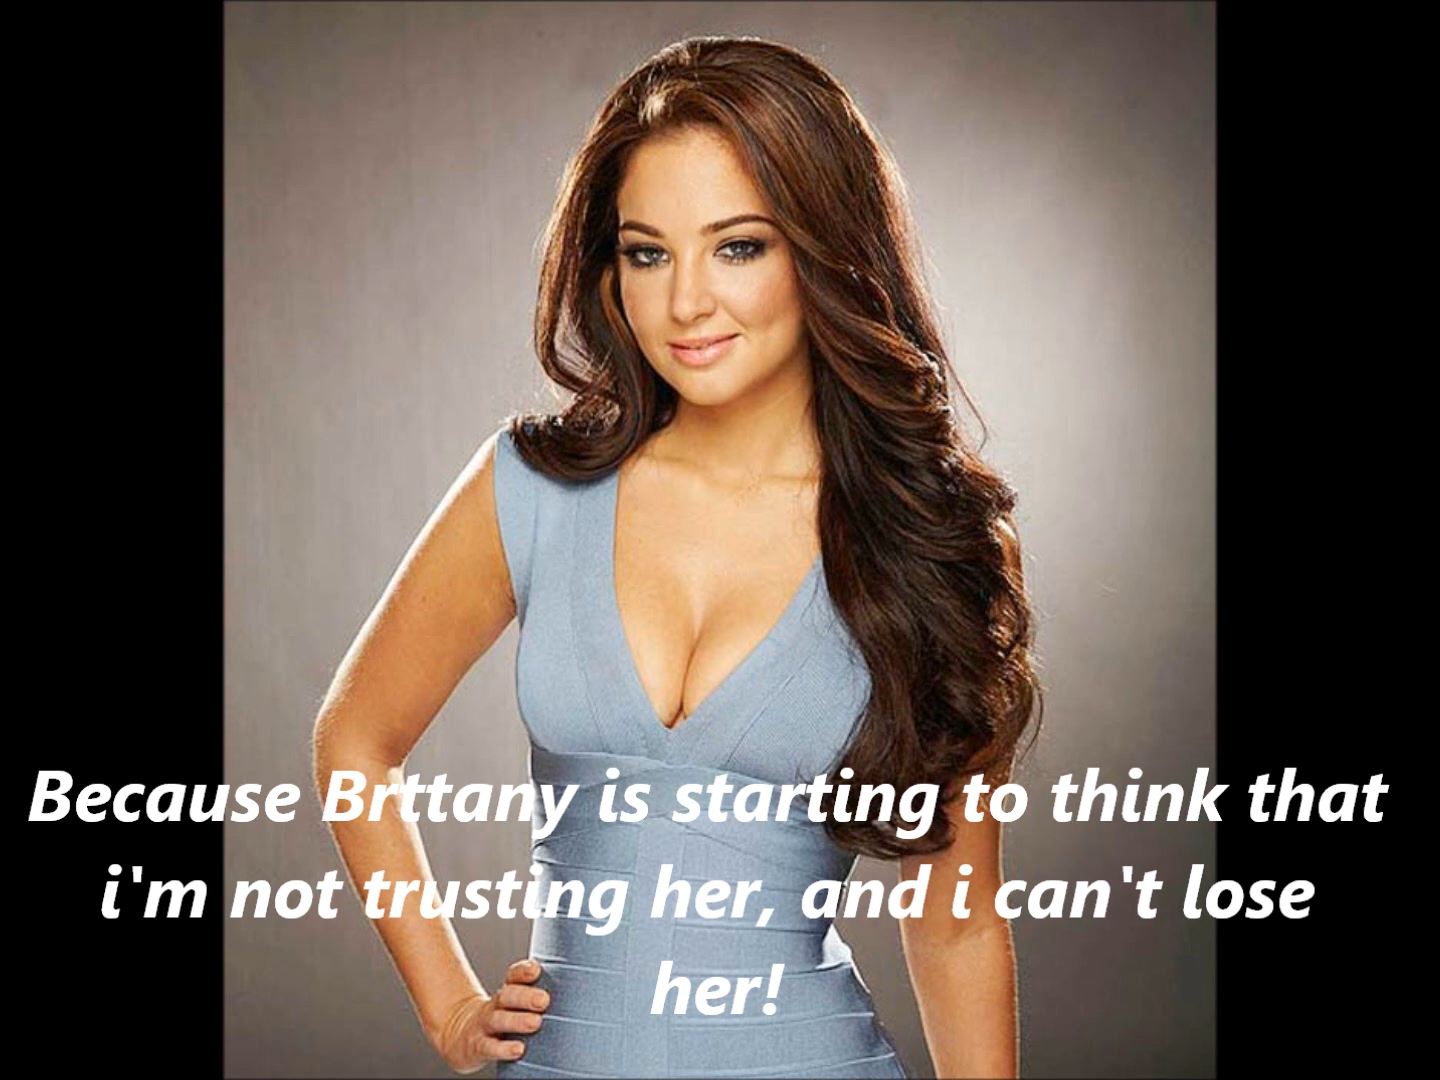 Because Brttany is starting to think that
i'm not trusting her, and i can't lose
her!